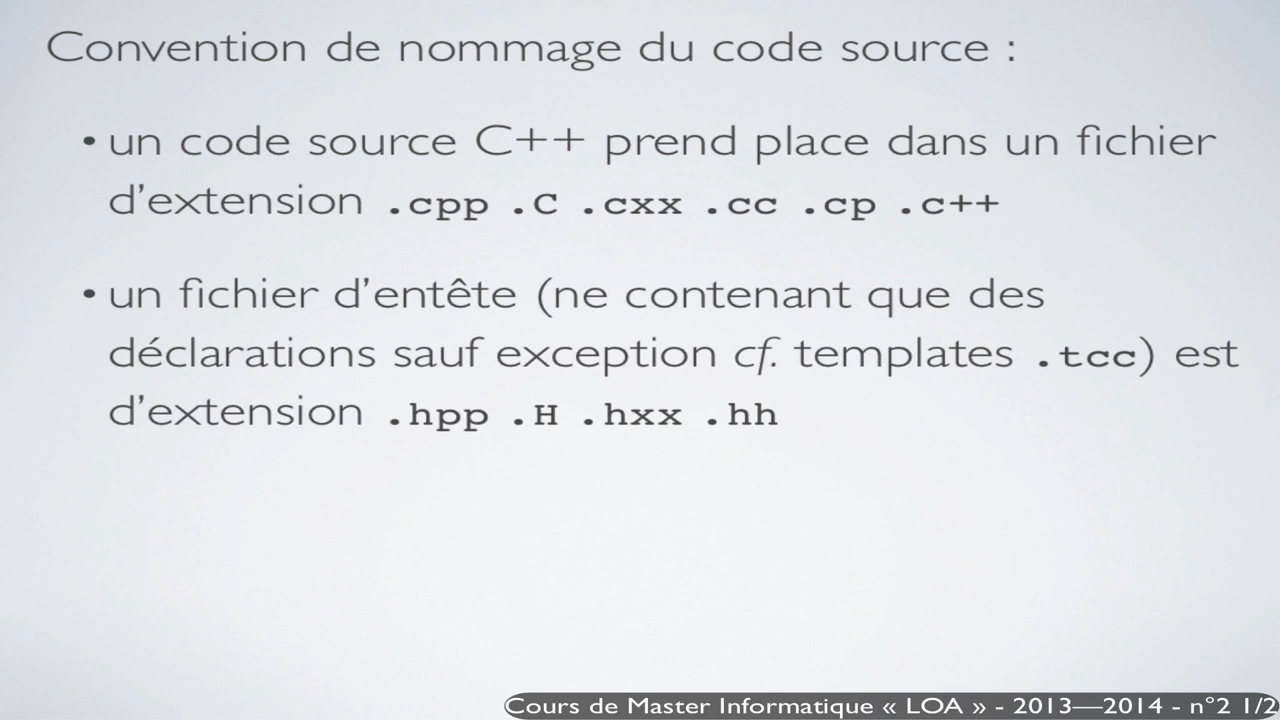 Convention de nommage du code source :
• un code source C++ prend place dans un fichier
d’extension .cpp .C .cxx .cc .cp .c++
• un fichier d’entête (ne contenant que des
déclarations sauf exception cf. templates .tcc) est
d’extension .hpp .H .hxx .hh
Cours de Master Informatique « LOA » - 2013—2014 - n°2 1/2